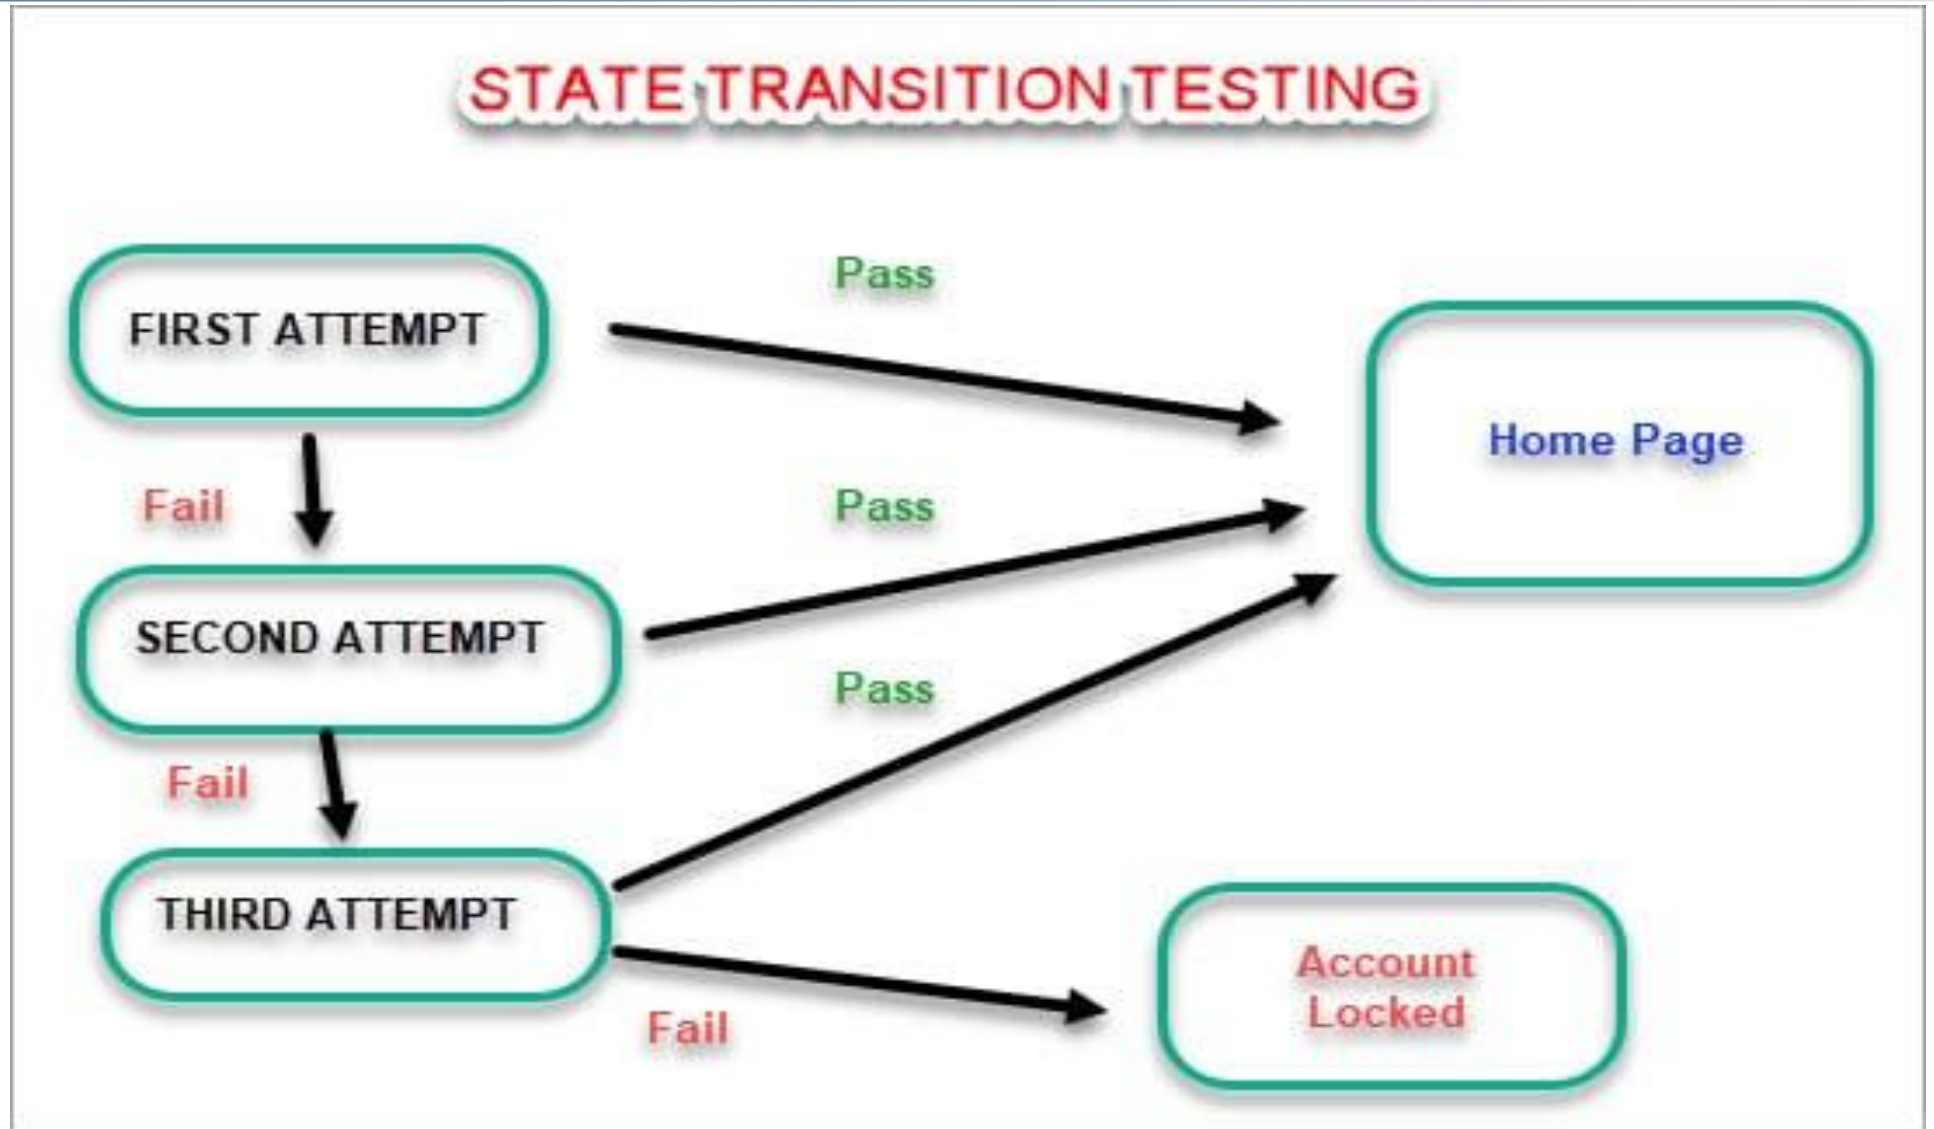 STATE TRANSITION TESTING
FIRST ATTEMPT
Pass
Home Page
Fail
Pass
SECOND ATTEMPT
Pass
Fail
THIRD ATTEMPT
Account
Locked
Fail